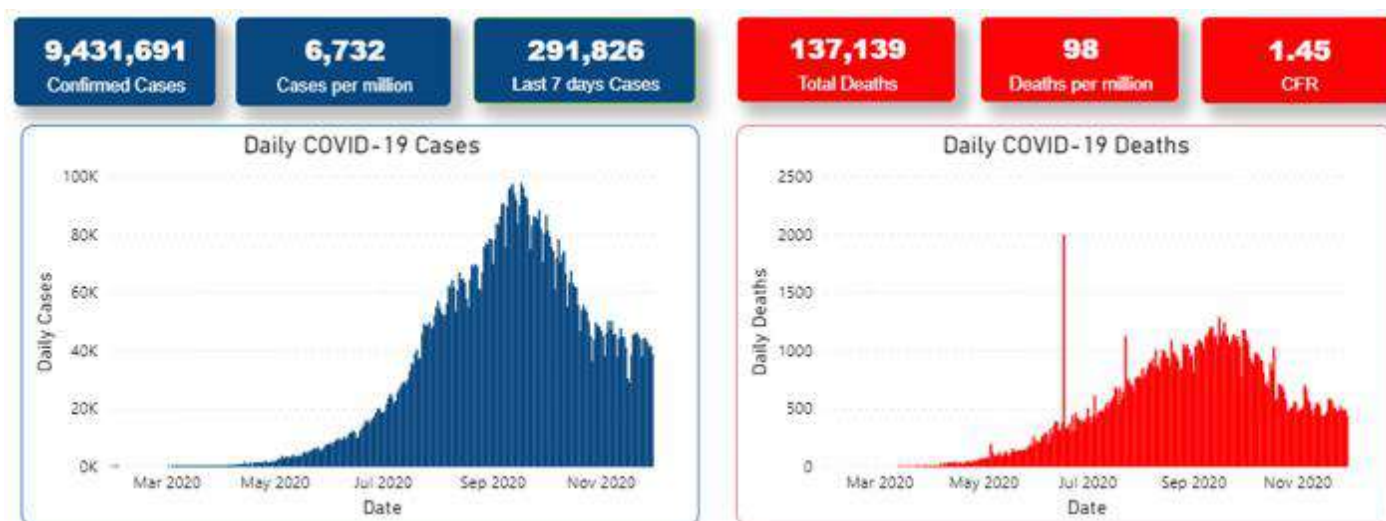 9,431,691
Confirmed Cases
6,732
Cases per million
291,826
Last 7 days Cases
137,139
Total Deaths
98
Deaths per million
1.45
CFR
Daily COVID-19 Cases
Daily Cases
100K
80K
60K
40K
20K
0K
Mar 2020 May 2020 Jul 2020 Sep 2020 Nov 2020
Date
Daily COVID-19 Deaths
Daily Deaths
2500
2000
1500
1000
500
0
Mar 2020 May 2020 Jul 2020 Sep 2020 Nov 2020
Date